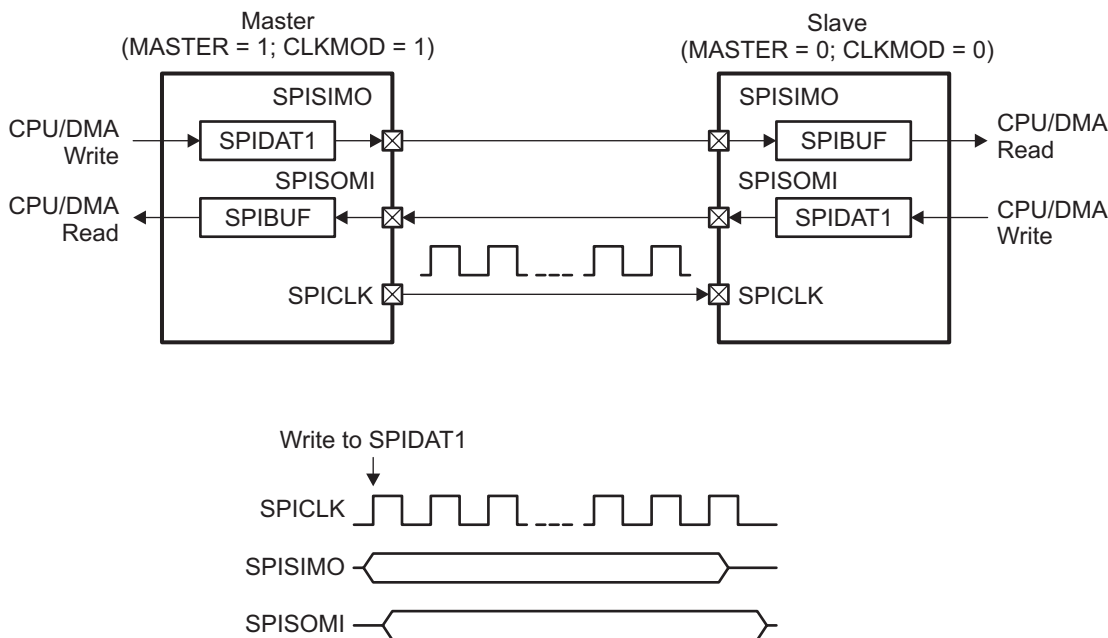 Master
(MASTER = 1; CLKMOD = 1)
Slave
(MASTER = 0; CLKMOD = 0)
SPISIMO
SPISIMO
CPU/DMA
Write
SPIDAT1
SPIBUF
CPU/DMA
Read
SPISOMI
SPISOMI
CPU/DMA
Read
SPIBUF
SPIDAT1
CPU/DMA
Write
SPICLK
SPICLK
Write to SPIDAT1
SPICLK
SPISIMO
SPISOMI